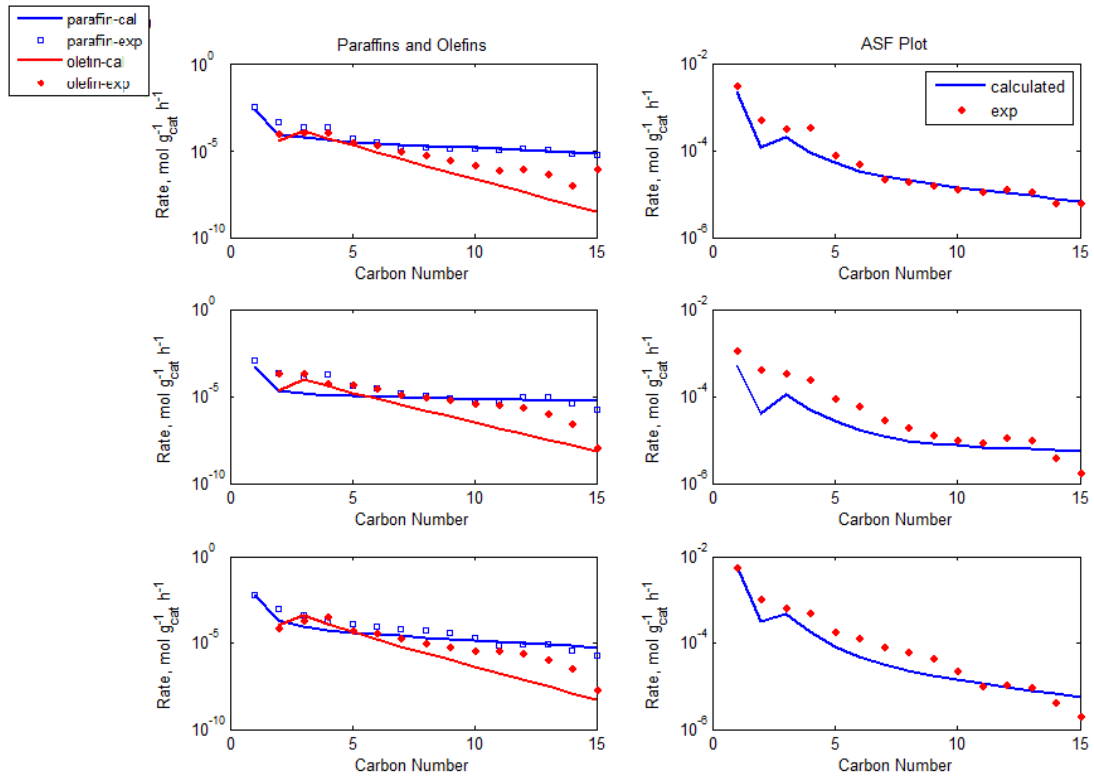 paraffin-cal
paraffin-exp
olefin-cal
olefin-exp
Paraffins and Olefins
10^0
10^-5
10^-10
0 5 10 15
Rate, mol g_cat^-1 h^-1
Carbon Number
ASF Plot
calculated
exp
10^-2
10^-4
10^-6
0 5 10 15
Rate, mol g_cat^-1 h^-1
Carbon Number
10^0
10^-5
10^-10
0 5 10 15
Rate, mol g_cat^-1 h^-1
Carbon Number
10^-2
10^-4
10^-6
0 5 10 15
Rate, mol g_cat^-1 h^-1
Carbon Number
10^0
10^-5
10^-10
0 5 10 15
Rate, mol g_cat^-1 h^-1
Carbon Number
10^-2
10^-4
10^-6
0 5 10 15
Rate, mol g_cat^-1 h^-1
Carbon Number